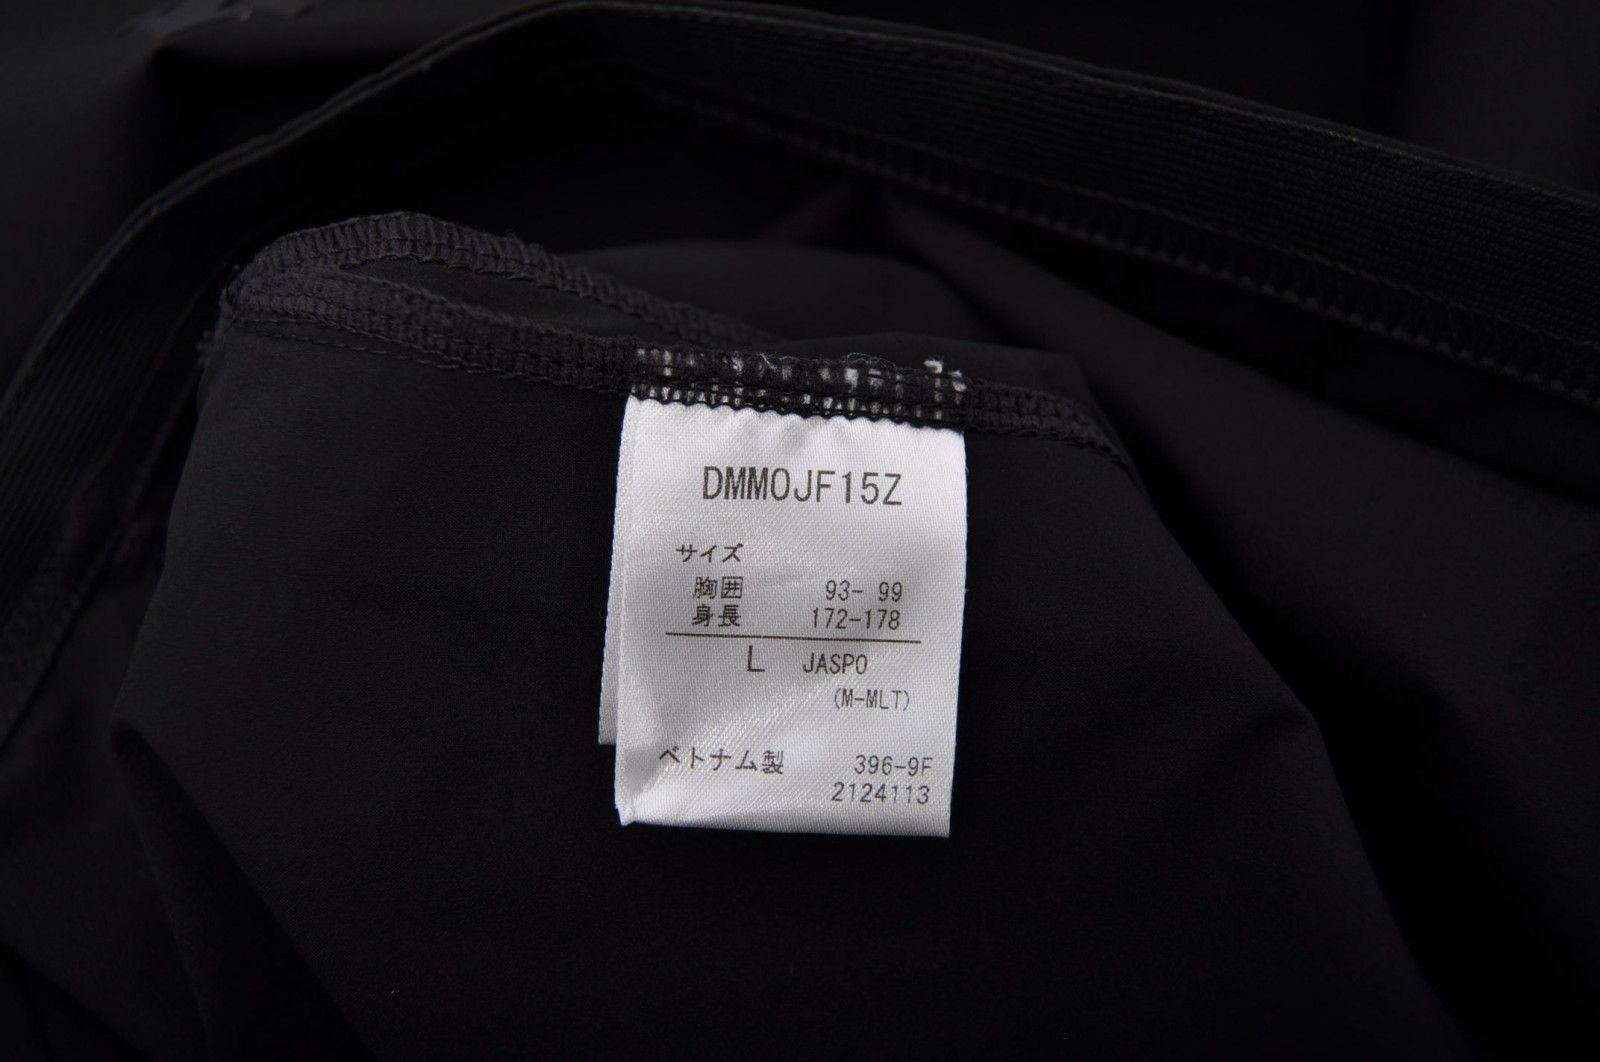 DMMOJF15Z
サイズ
胸囲 93- 99
身長 172-178
L JASPO
(M-MLT)
ベトナム製 396-9F
2124113